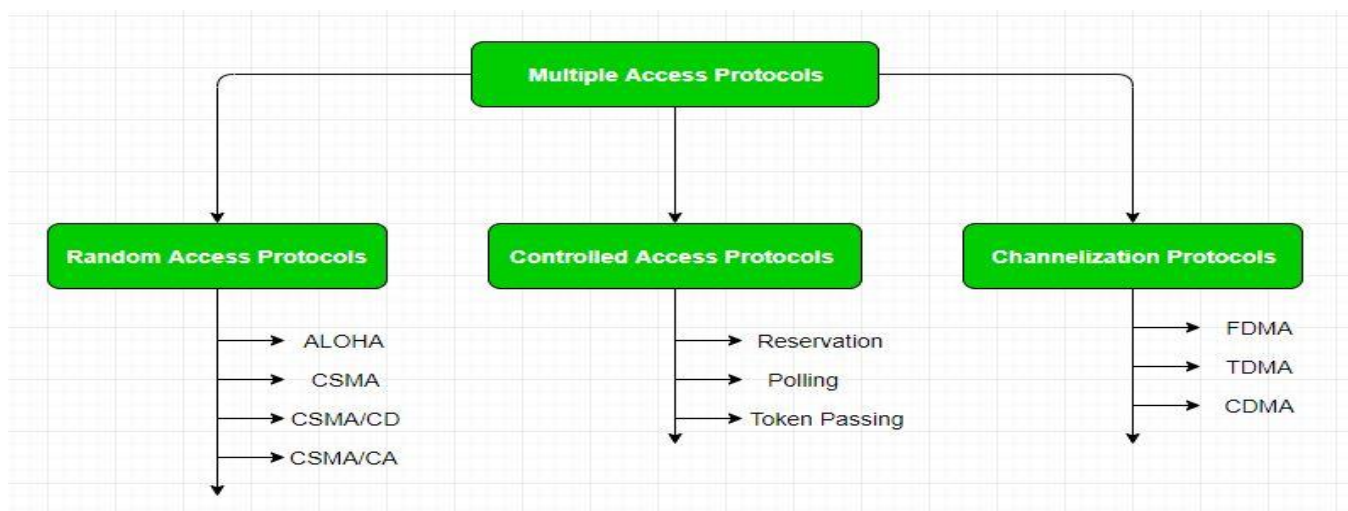 Multiple Access Protocols
Random Access Protocols
ALOHA
CSMA
CSMA/CD
CSMA/CA
Controlled Access Protocols
Reservation
Polling
Token Passing
Channelization Protocols
FDMA
TDMA
CDMA